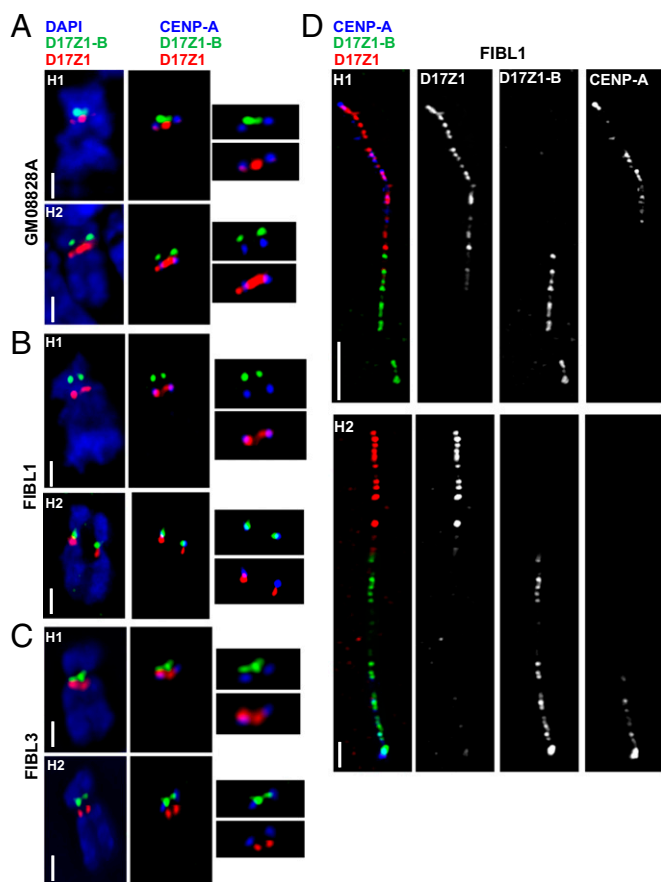 A
DAPI
D17Z1-B
D17Z1
CENP-A
D17Z1-B
D17Z1
GM08828A
H1
H2
B
FIBL1
H1
H2
C
FIBL3
H1
H2
D
CENP-A
D17Z1-B
D17Z1
FIBL1
H1
D17Z1
D17Z1-B
CENP-A
H2